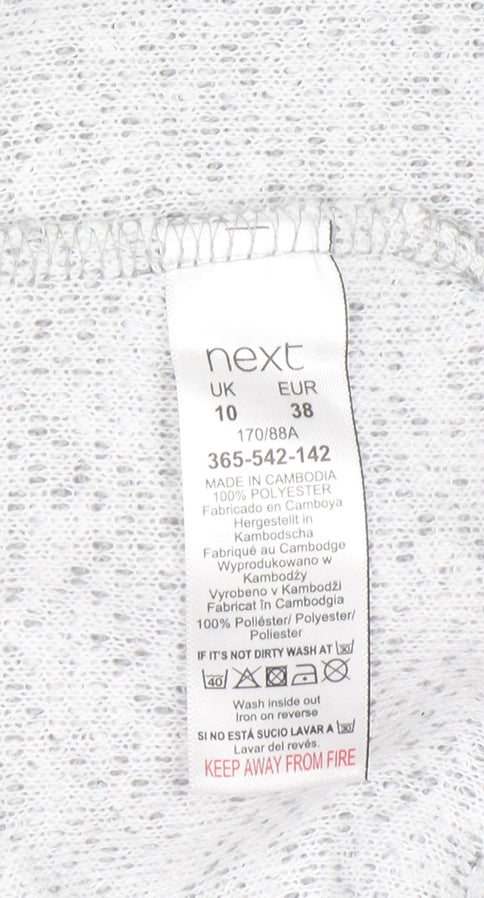 next
UK EUR
10 38
170/88A
365-542-142
MADE IN CAMBODIA
100% POLYESTER
Fabricado en Camboya
Hergestellt in
Kambodscha
Fabriqué au Cambodge
Wyprodukowano w
Kambodży
Vyrobeno v Kambodži
Fabricat în Cambodgia
100% Poliéster/ Polyester/
Poliester
IF IT'S NOT DIRTY WASH AT 30
40
Wash inside out
Iron on reverse
SI NO ESTÁ SUCIO LAVAR A 30
Lavar del revés.
KEEP AWAY FROM FIRE